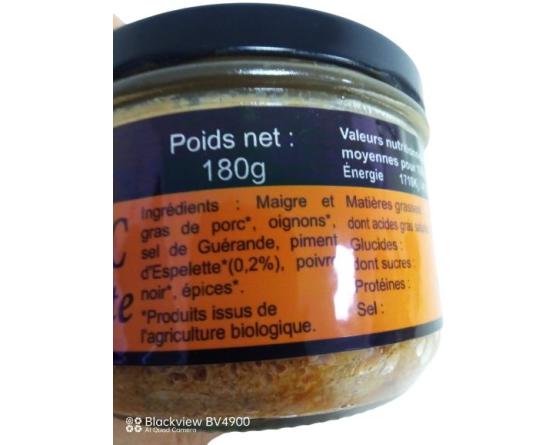 Poids net :
180g
Valeurs
moyennes pour
Énergie
Ingrédients : Maigre et
gras de porc*, oignons*,
sel de Guérande, piment
d'Espelette*(0,2%), poivre
noir*, épices*.
*Produits issus de
l'agriculture biologique.
Matières grasses
dont acides gras
Glucides :
dont sucres :
Protéines :
Sel :
Blackview BV4900
AI Quad Camera